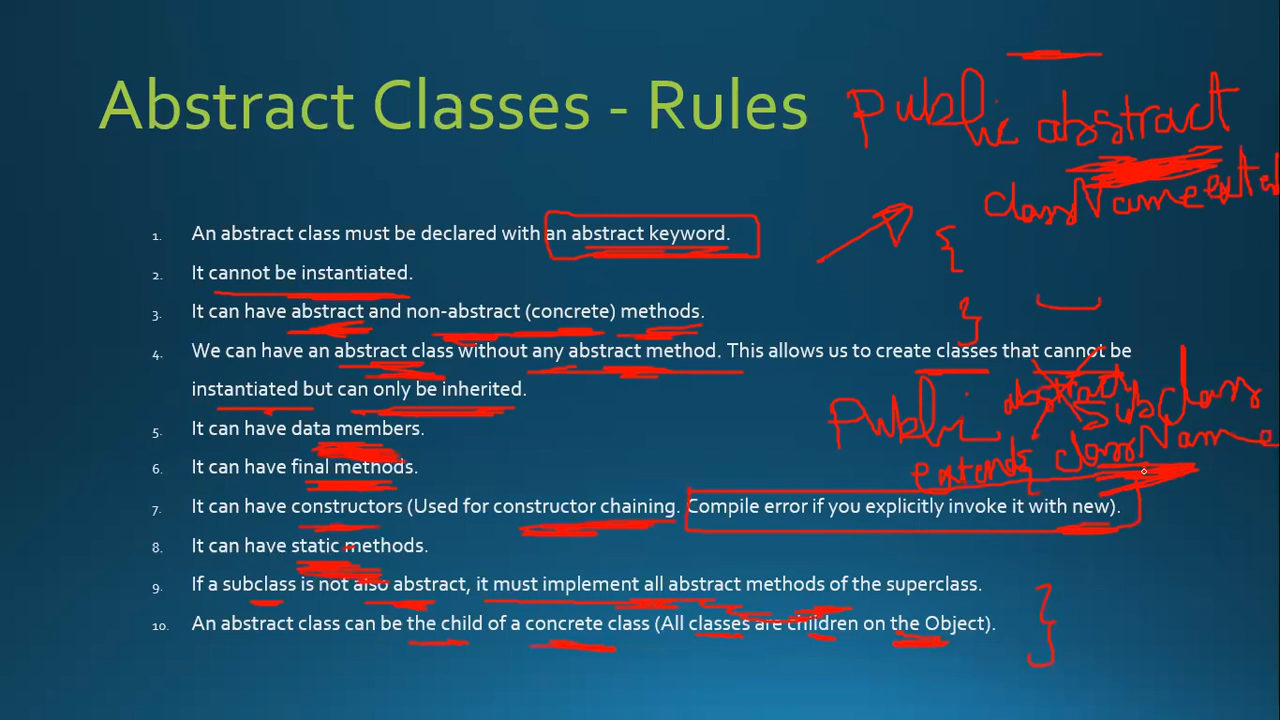 Abstract Classes - Rules
Public abstract
className
{
}
1. An abstract class must be declared with an abstract keyword.
2. It cannot be instantiated.
3. It can have abstract and non-abstract (concrete) methods.
4. We can have an abstract class without any abstract method. This allows us to create classes that cannot be
instantiated but can only be inherited.
Public abstract subclass
extends className
{
}
5. It can have data members.
6. It can have final methods.
7. It can have constructors (Used for constructor chaining. Compile error if you explicitly invoke it with new).
8. It can have static methods.
9. If a subclass is not also abstract, it must implement all abstract methods of the superclass.
10. An abstract class can be the child of a concrete class (All classes are children on the Object).